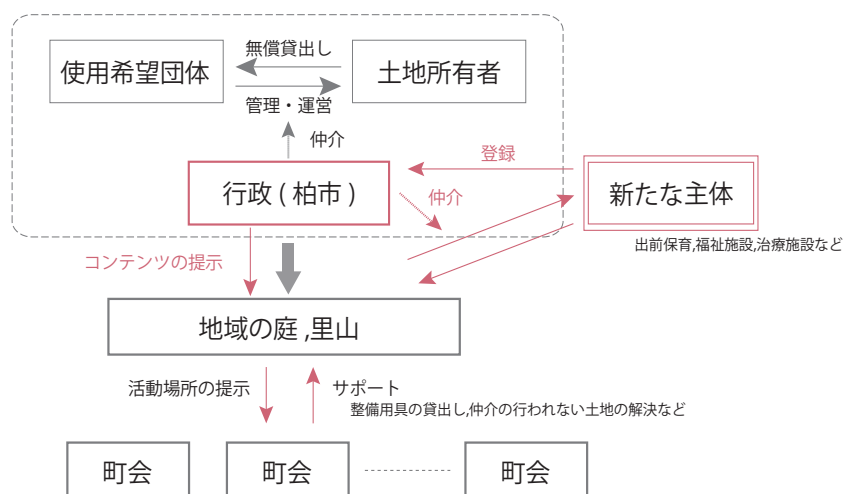 無償貸出し
使用希望団体
土地所有者
管理・運営
仲介
登録
行政 ( 柏市 )
仲介
新たな主体
出前保育,福祉施設,治療施設など
コンテンツの提示
地域の庭 ,里山
活動場所の提示
サポート
整備用具の貸出し,仲介の行われない土地の解決など
町会
町会
町会